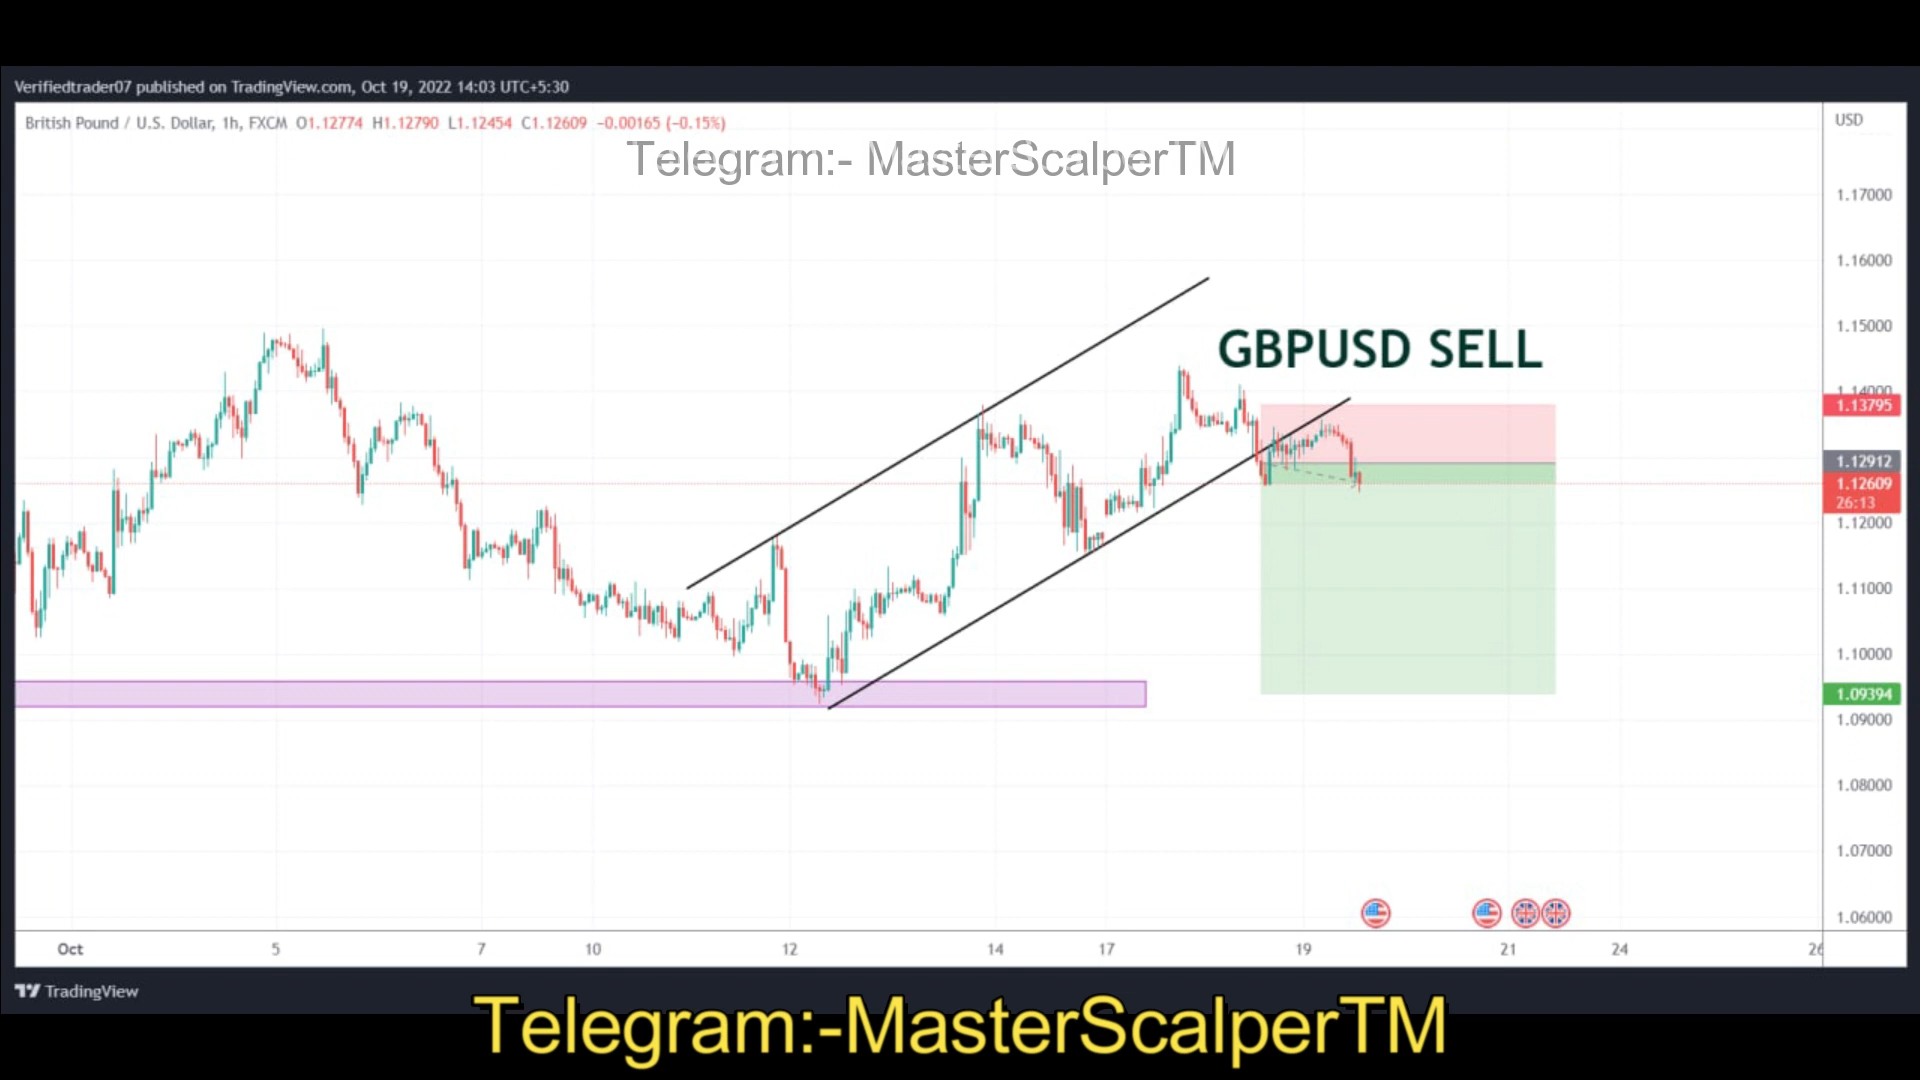 Verifiedtrader07 published on TradingView.com, Oct 19, 2022 14:03 UTC+5:30
British Pound / U.S. Dollar, 1h, FXCM O1.12774 H1.12790 L1.12454 C1.12609 −0.00165 (−0.15%)
USD
Telegram:- MasterScalperTM
1.17000
1.16000
1.15000
GBPUSD SELL
1.14000
1.13795
1.12912
1.12609
26:13
1.12000
1.11000
1.10000
1.09394
1.09000
1.08000
1.07000
1.06000
Oct 5 7 10 12 14 17 19 21 24 26
TradingView
Telegram:-MasterScalperTM